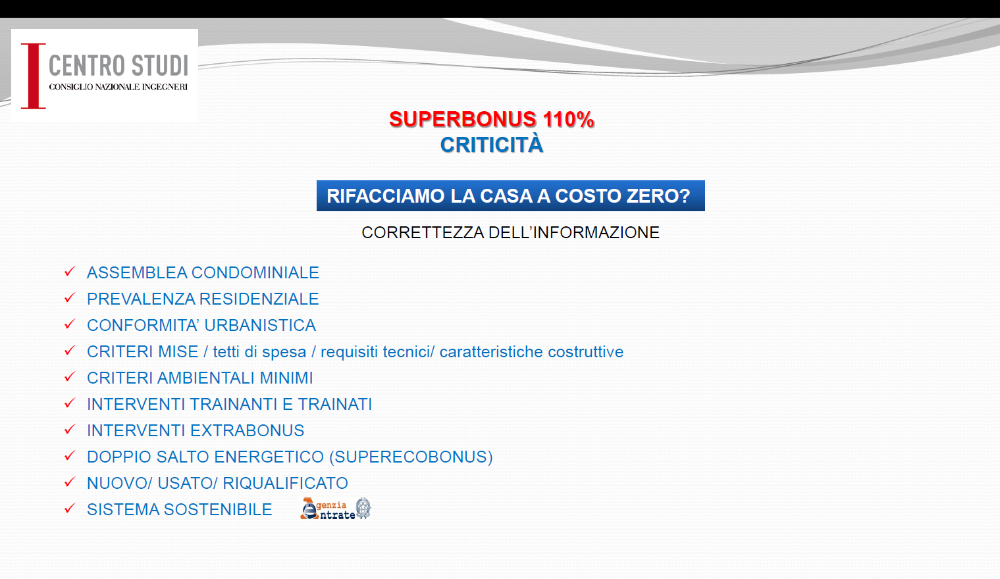 CENTRO STUDI
CONSIGLIO NAZIONALE INGEGNERI
SUPERBONUS 110%
CRITICITÀ
RIFACCIAMO LA CASA A COSTO ZERO?
CORRETTEZZA DELL’INFORMAZIONE
ASSEMBLEA CONDOMINIALE
PREVALENZA RESIDENZIALE
CONFORMITA’ URBANISTICA
CRITERI MISE / tetti di spesa / requisiti tecnici/ caratteristiche costruttive
CRITERI AMBIENTALI MINIMI
INTERVENTI TRAINANTI E TRAINATI
INTERVENTI EXTRABONUS
DOPPIO SALTO ENERGETICO (SUPERECOBONUS)
NUOVO/ USATO/ RIQUALIFICATO
SISTEMA SOSTENIBILE
Agenzia
Entrate